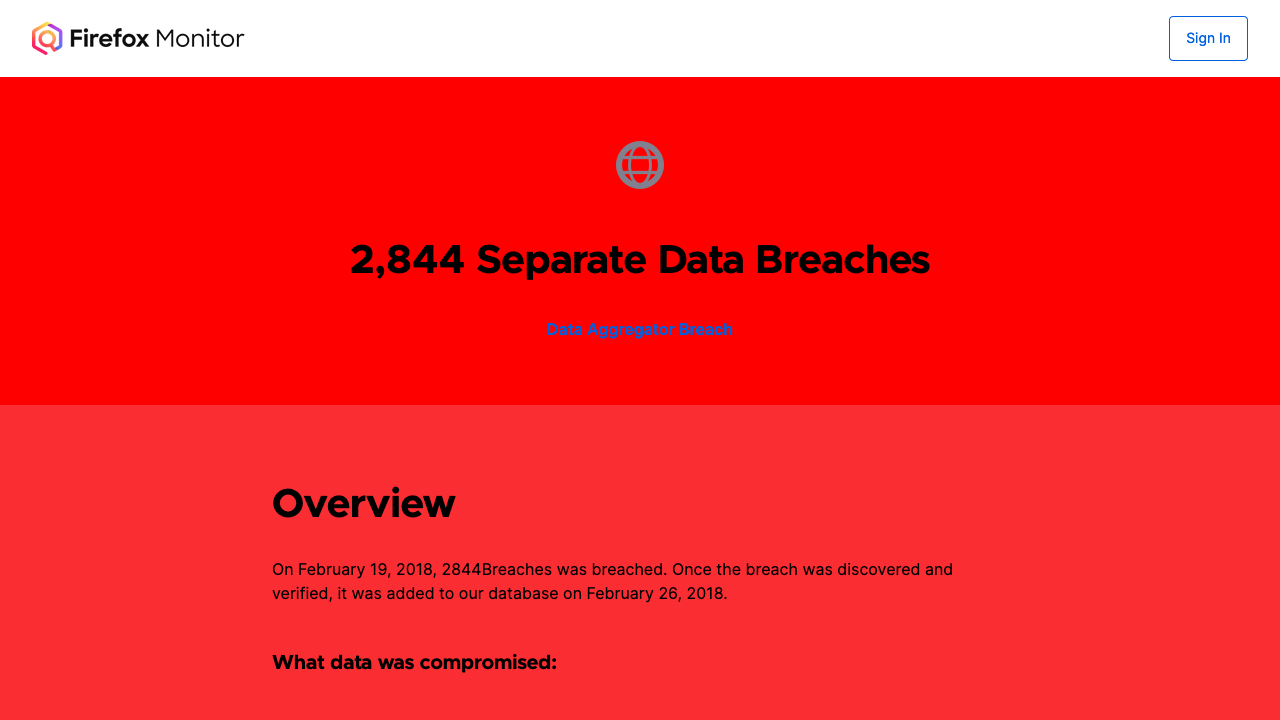 Firefox Monitor
Sign In
2,844 Separate Data Breaches
Data Aggregator Breach
Overview
On February 19, 2018, 2844Breaches was breached. Once the breach was discovered and
verified, it was added to our database on February 26, 2018.
What data was compromised: